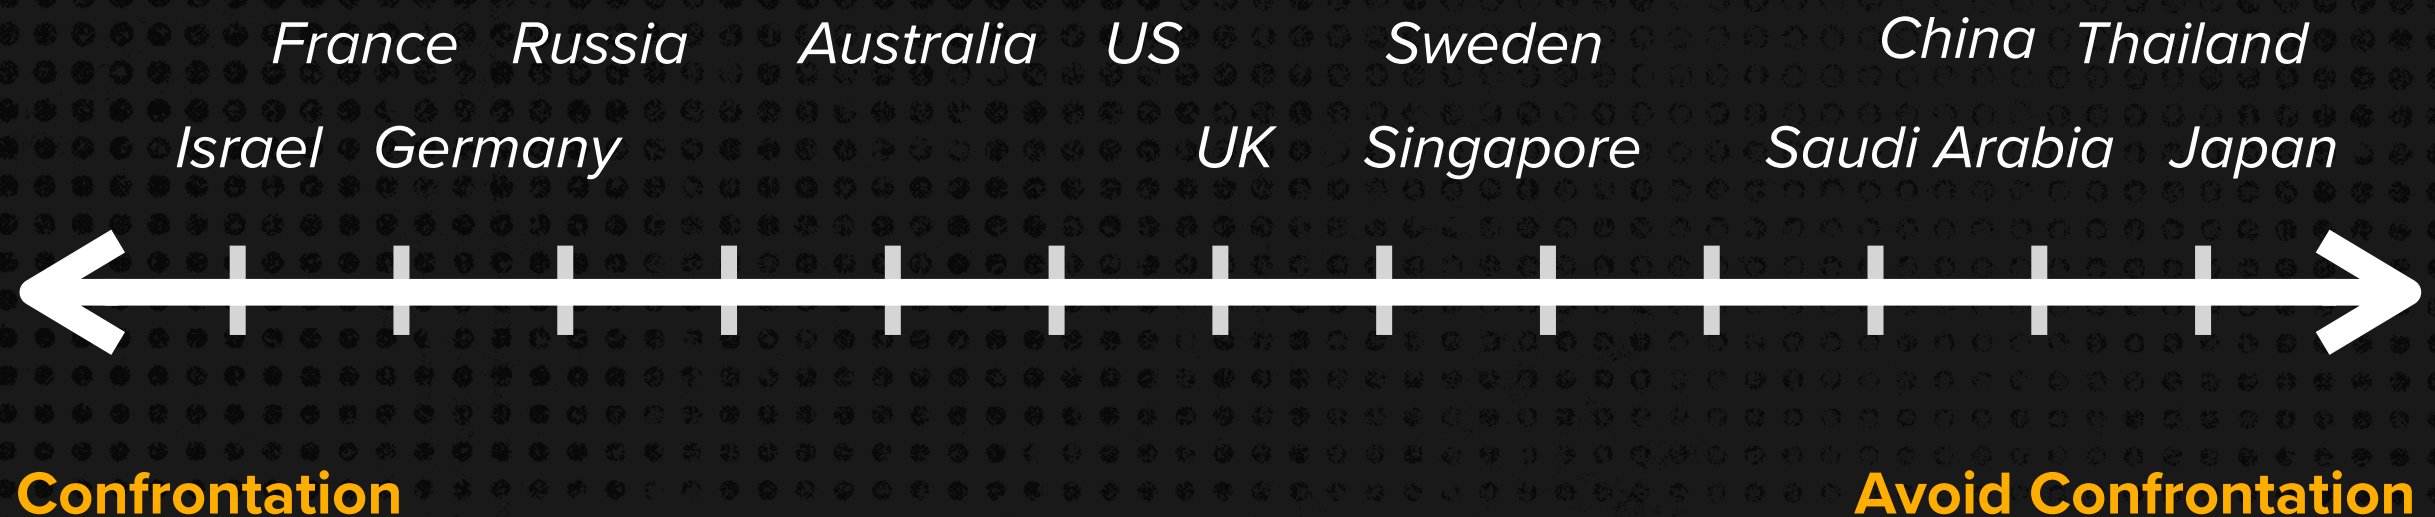 France Russia Australia US Sweden China Thailand
Israel Germany UK Singapore Saudi Arabia Japan
Confrontation Avoid Confrontation